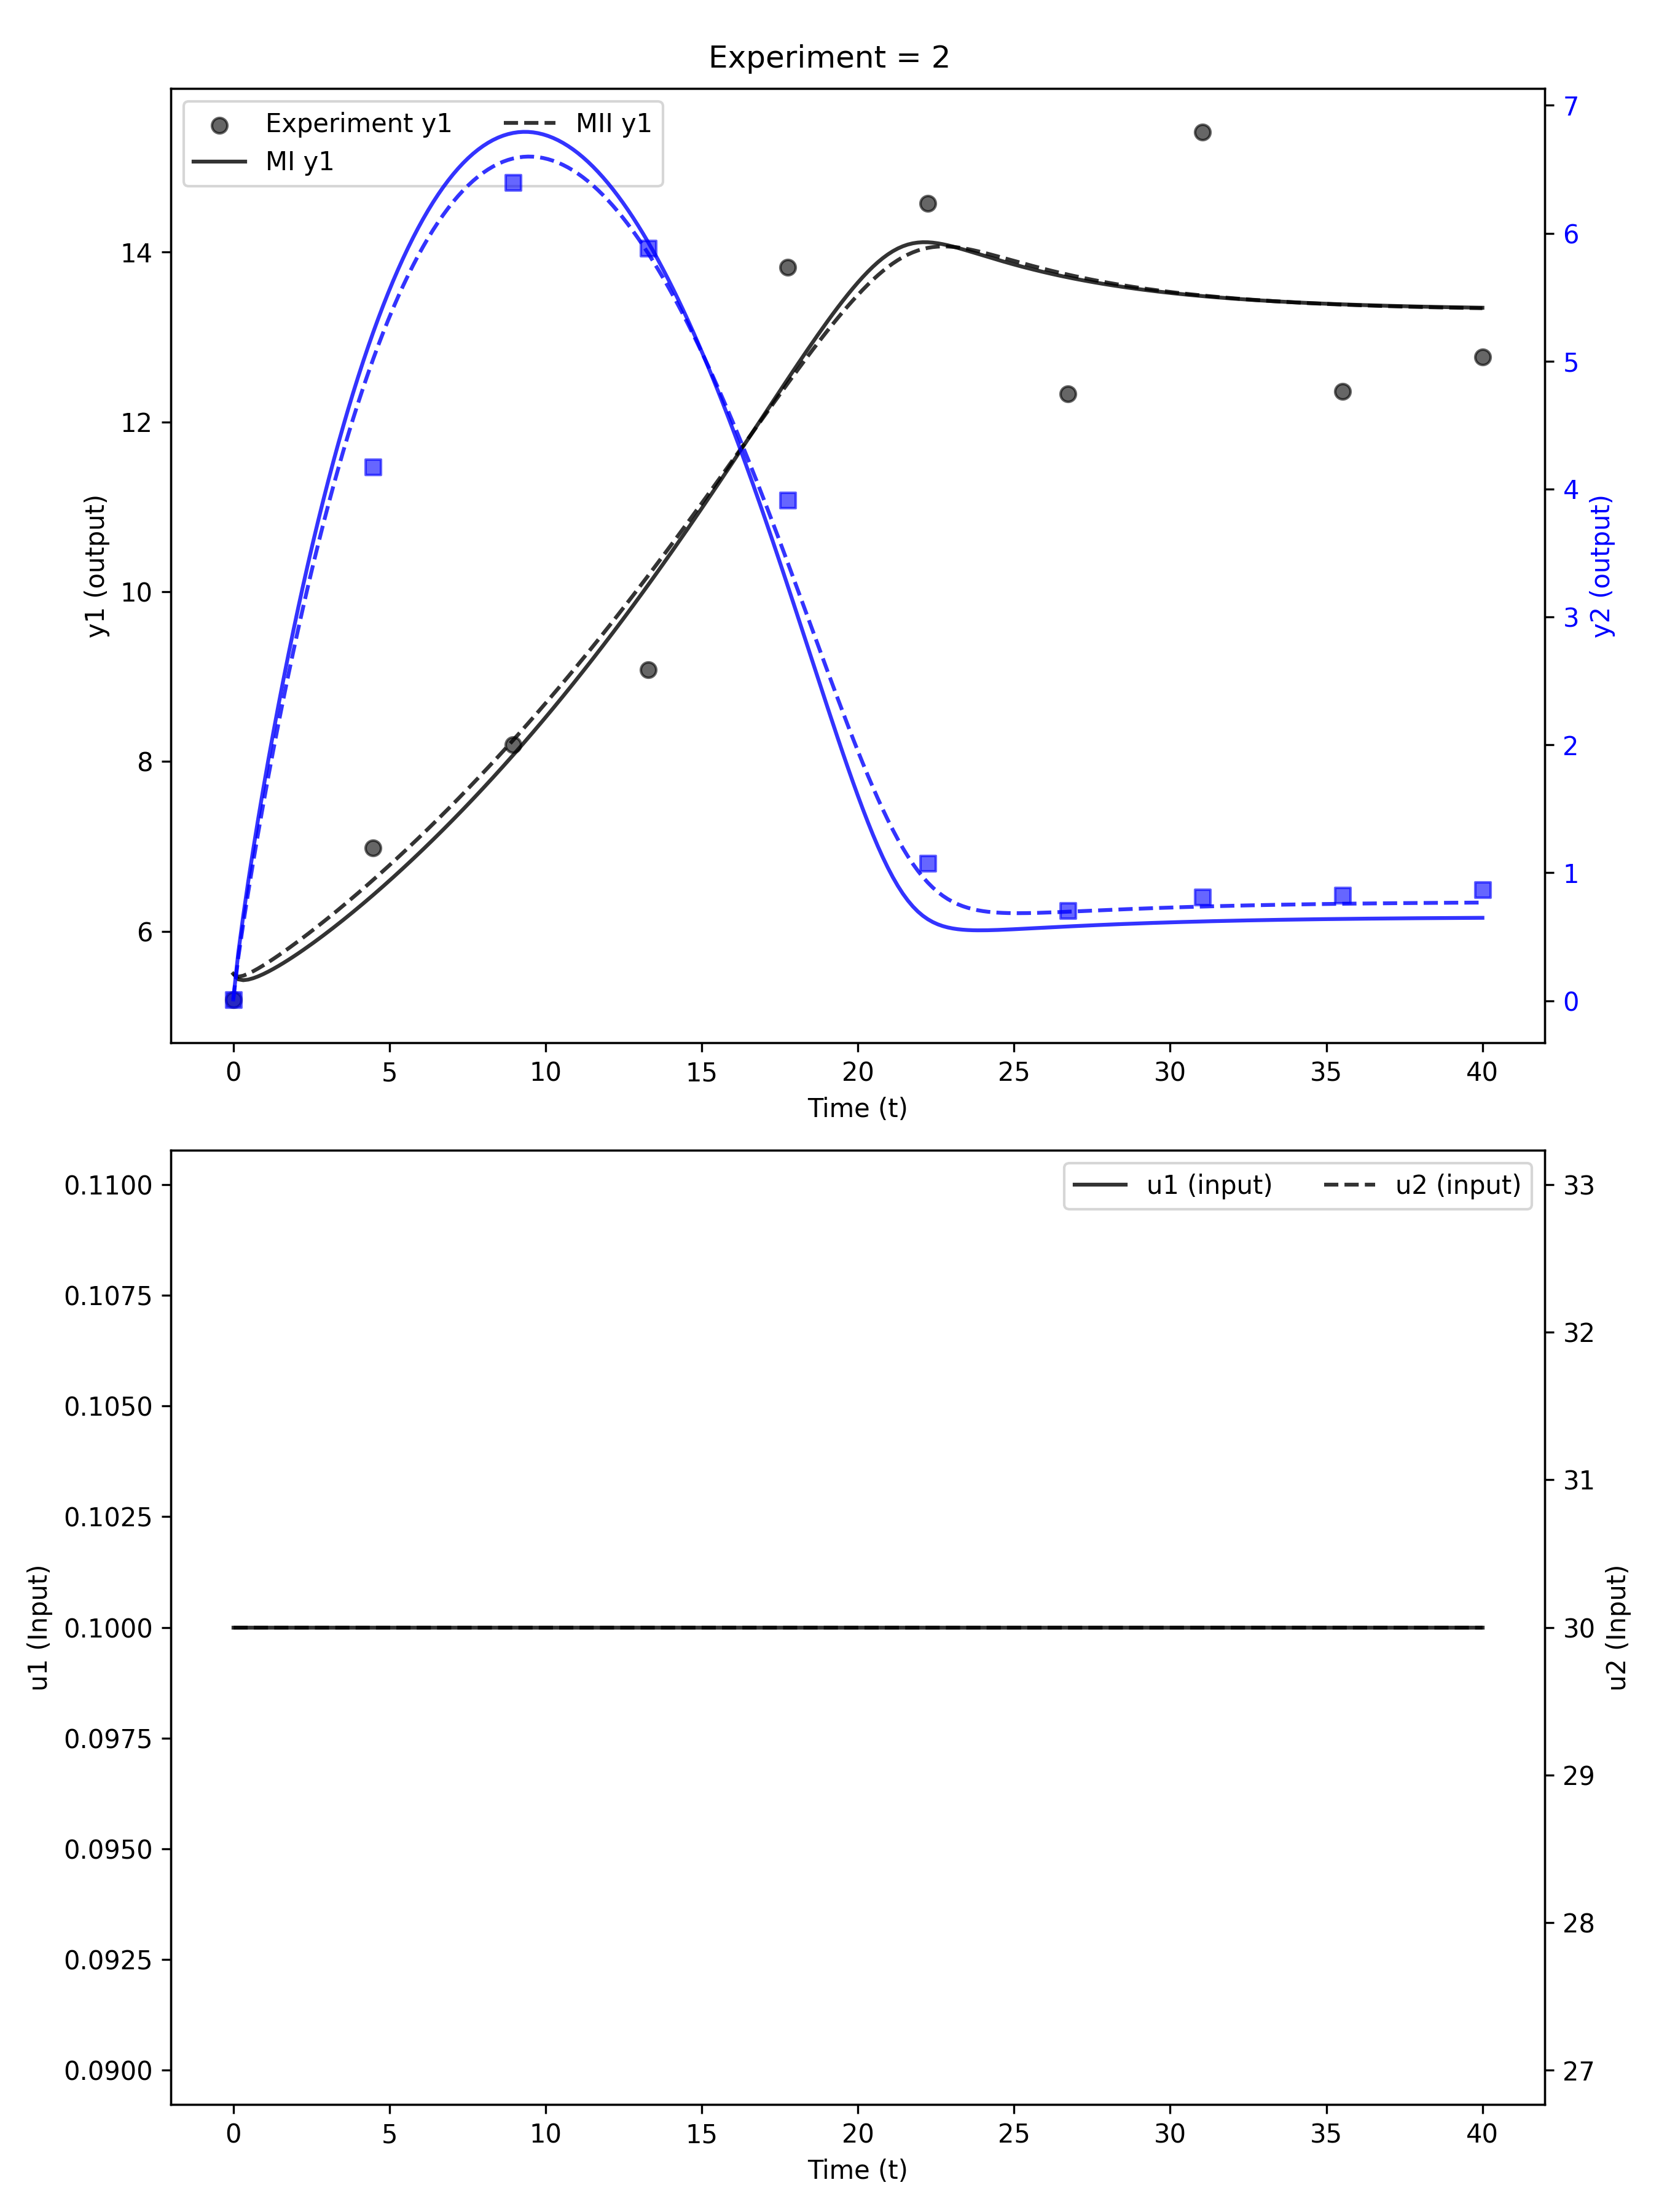 Experiment = 2
Experiment y1
MI y1
MII y1
14
12
10
8
6
y1 (output)
7
6
5
4
3
2
1
0
y2 (output)
0 5 10 15 20 25 30 35 40
Time (t)
u1 (input) u2 (input)
0.1100
0.1075
0.1050
0.1025
0.1000
0.0975
0.0950
0.0925
0.0900
u1 (Input)
33
32
31
30
29
28
27
u2 (Input)
0 5 10 15 20 25 30 35 40
Time (t)